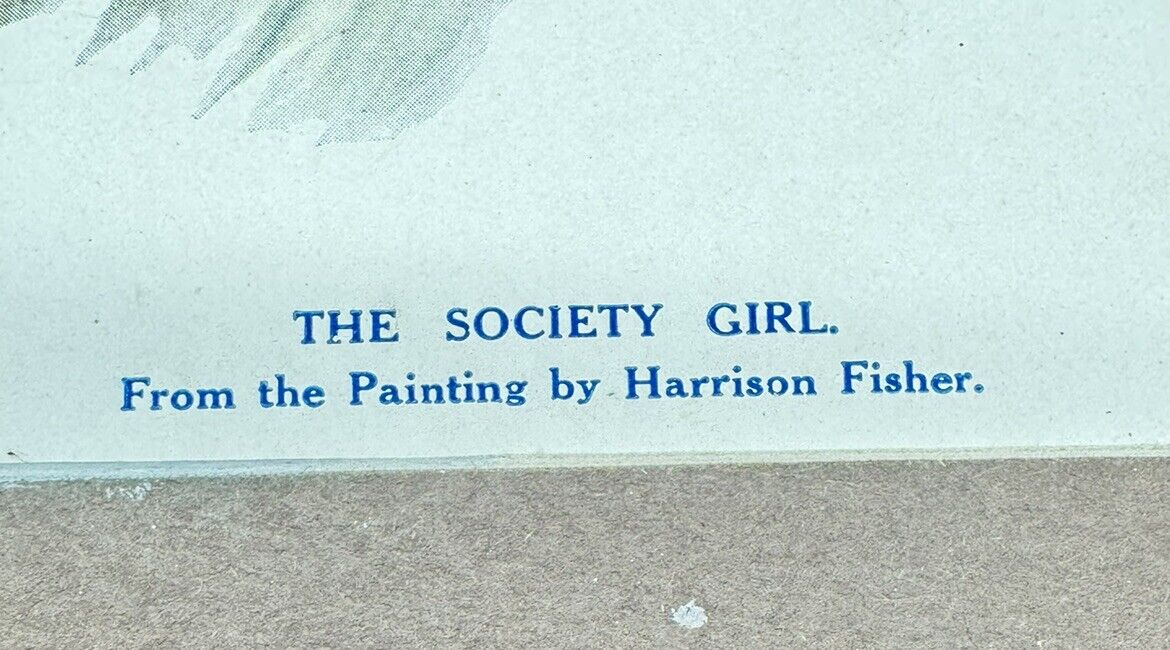 THE SOCIETY GIRL.
From the Painting by Harrison Fisher.